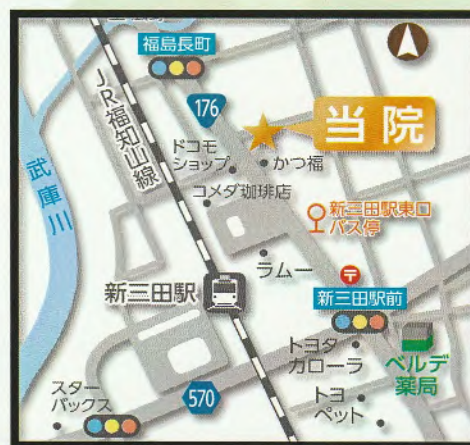 福島長町
176
JR福知山線
武庫川
当院
ドコモ
ショップ
かつ福
コメダ珈琲店
新三田駅東口
バス停
ラムー
〒
新三田駅
新三田駅前
トヨタ
カローラ
ベルデ
薬局
570
スター
バックス
トヨ
ペット